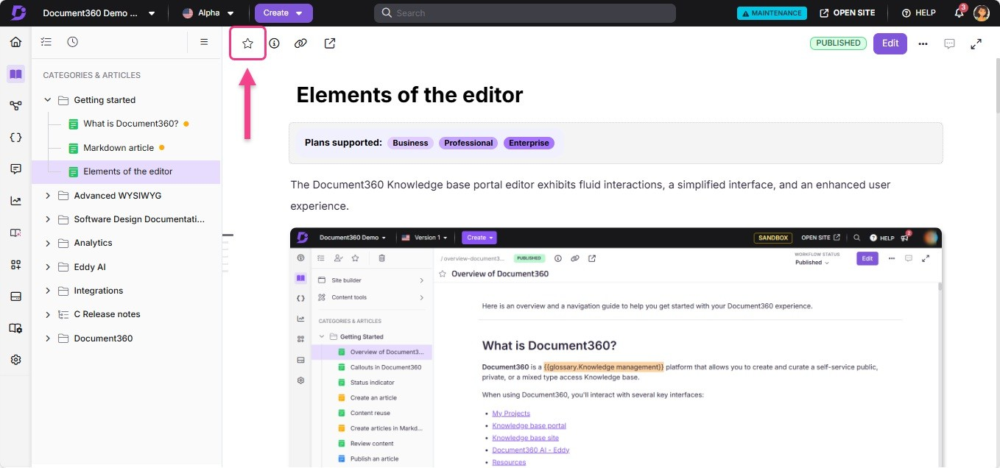 Document360 Demo ...
Alpha
Create
Search
MAINTENANCE
OPEN SITE
HELP
3
PUBLISHED
Edit
CATEGORIES & ARTICLES
Getting started
What is Document360?
Markdown article
Elements of the editor
Advanced WYSIWYG
Software Design Documentati...
Analytics
Eddy AI
Integrations
C Release notes
Document360
Elements of the editor
Plans supported: Business Professional Enterprise
The Document360 Knowledge base portal editor exhibits fluid interactions, a simplified interface, and an enhanced user
experience.
Document360 Demo
Version 1
Create
SANDBOX
OPEN SITE
HELP
2
/overview-document3...
PUBLISHED
WORKFLOW STATUS
Published
Edit
Overview of Document360
Site builder
Content tools
CATEGORIES & ARTICLES
Getting Started
Overview of Document3...
Callouts in Document360
Status indicator
Create an article
Content reuse
Create articles in Markd...
Review content
Publish an article
Here is an overview and a navigation guide to help you get started with your Document360 experience.
What is Document360?
Document360 is a {{glossary.Knowledge management}} platform that allows you to create and curate a self-service public,
private, or a mixed type access Knowledge base.
When using Document360, you'll interact with several key interfaces:
• My Projects
• Knowledge base portal
• Knowledge base site
• Document360 AI - Eddy
• Resources